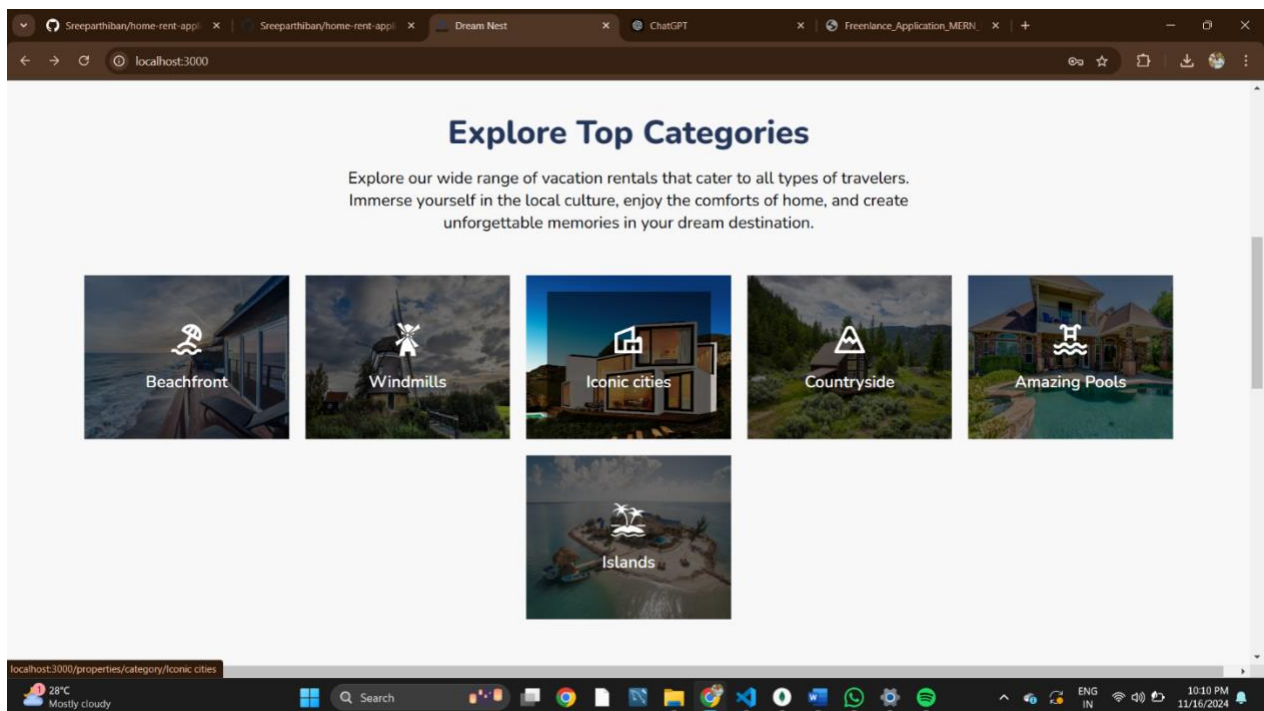 Sreeparthiban/home-rent-appli
Sreeparthiban/home-rent-appli
Dream Nest
ChatGPT
Freenlance_Application_MERN_
localhost:3000
Explore Top Categories
Explore our wide range of vacation rentals that cater to all types of travelers.
Immerse yourself in the local culture, enjoy the comforts of home, and create
unforgettable memories in your dream destination.
Beachfront
Windmills
Iconic cities
Countryside
Amazing Pools
Islands
localhost:3000/properties/category/Iconic cities
1
28°C
Mostly cloudy
Search
ENG
IN
10:10 PM
11/16/2024